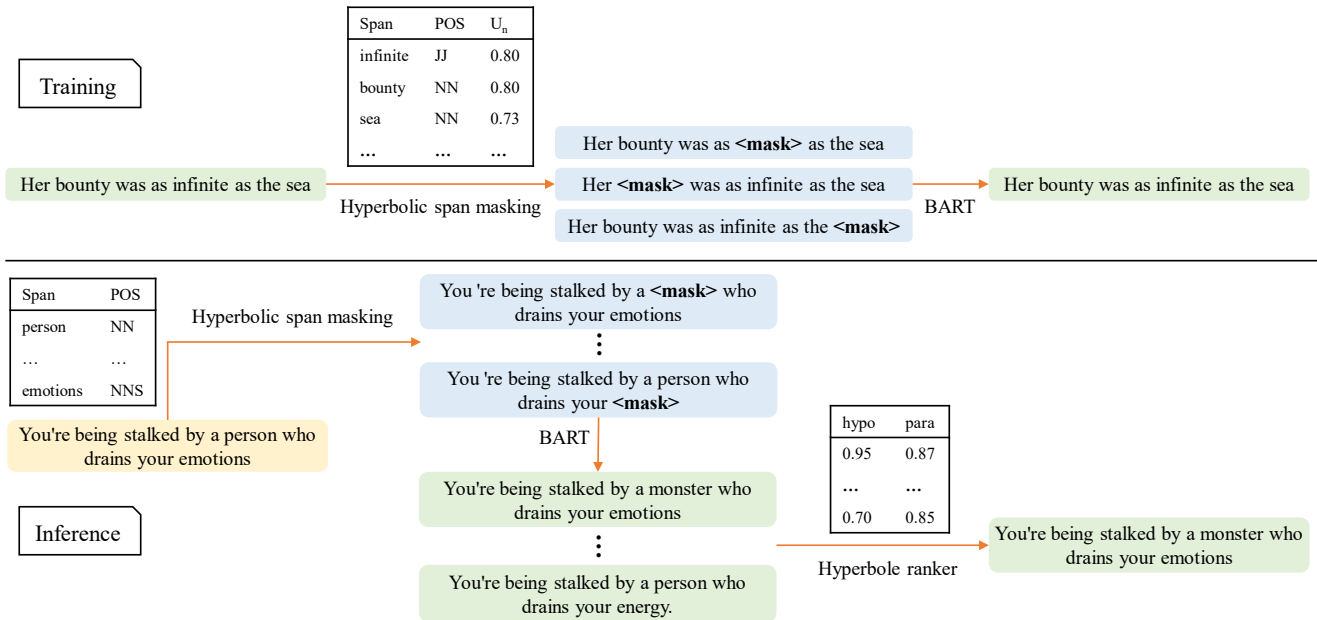 Span POS U_n
infinite JJ 0.80
bounty NN 0.80
sea NN 0.73
... ... ...
Training
Her bounty was as infinite as the sea
Hyperbolic span masking
Her bounty was as <mask> as the sea
Her <mask> was as infinite as the sea
Her bounty was as infinite as the <mask>
BART
Her bounty was as infinite as the sea
Span POS
person NN
... ...
emotions NNS
You're being stalked by a person who
drains your emotions
Hyperbolic span masking
You 're being stalked by a <mask> who
drains your emotions
⋮
You 're being stalked by a person who
drains your <mask>
BART
Inference
You're being stalked by a monster who
drains your emotions
⋮
You're being stalked by a person who
drains your energy.
hypo para
0.95 0.87
... ...
0.70 0.85
Hyperbole ranker
You're being stalked by a monster who
drains your emotions